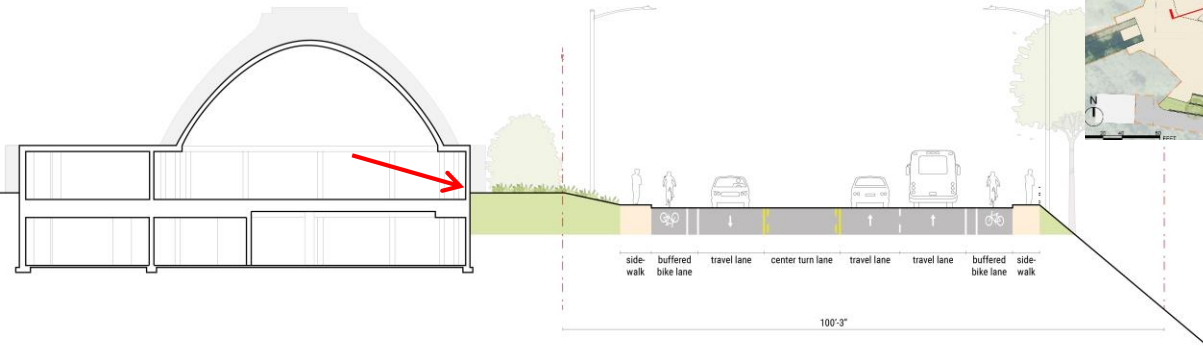 N
FEET
side-
walk
buffered
bike lane
travel lane
center turn lane
travel lane
travel lane
buffered
bike lane
side-
walk
100'-3"